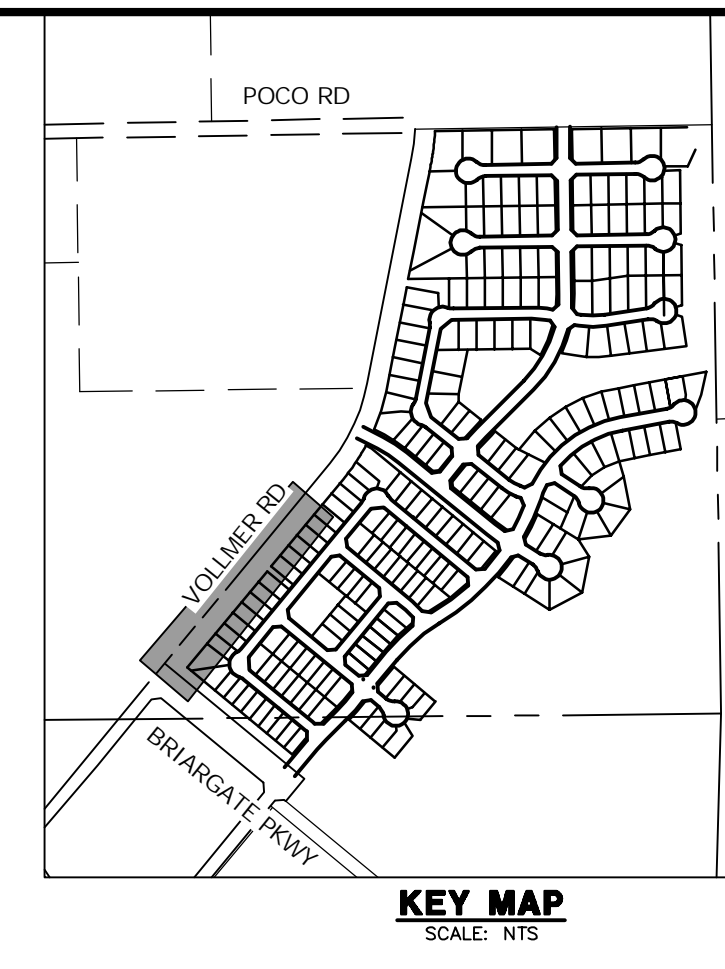 POCO RD
VOLLMER RD
BRIARGATE PKWY
KEY MAP
SCALE: NTS